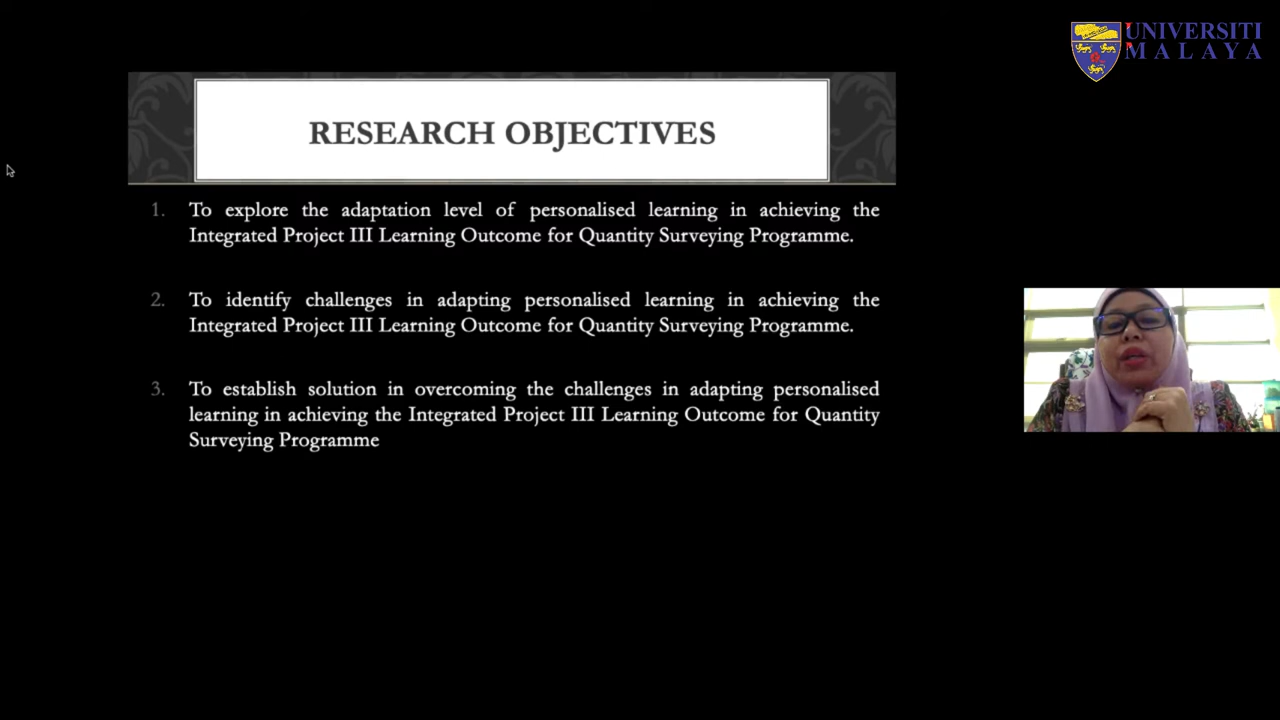 UNIVERSITI
MALAYA
RESEARCH OBJECTIVES
1. To explore the adaptation level of personalised learning in achieving the
Integrated Project III Learning Outcome for Quantity Surveying Programme.
2. To identify challenges in adapting personalised learning in achieving the
Integrated Project III Learning Outcome for Quantity Surveying Programme.
3. To establish solution in overcoming the challenges in adapting personalised
learning in achieving the Integrated Project III Learning Outcome for Quantity
Surveying Programme